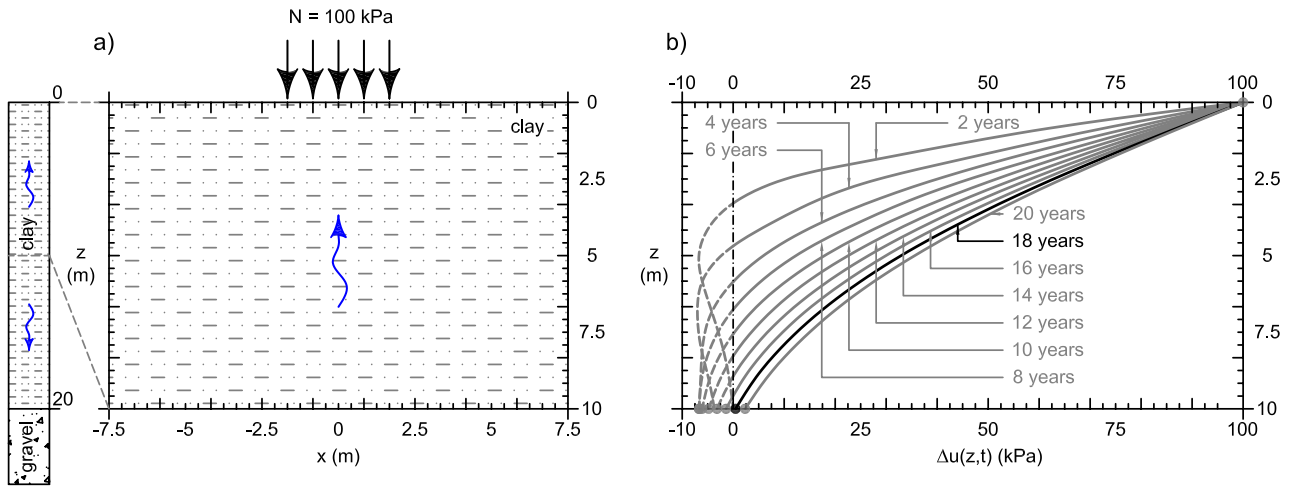 a)
N = 100 kPa
0
clay
z
(m)
20
gravel
clay
0
2.5
5
7.5
10
-7.5
-5
-2.5
0
2.5
5
7.5
x (m)
b)
-10
0
25
50
75
100
0
2.5
z
5
(m)
7.5
10
4 years
2 years
6 years
20 years
18 years
16 years
14 years
12 years
10 years
8 years
-10
0
25
50
75
100
Δu(z,t) (kPa)